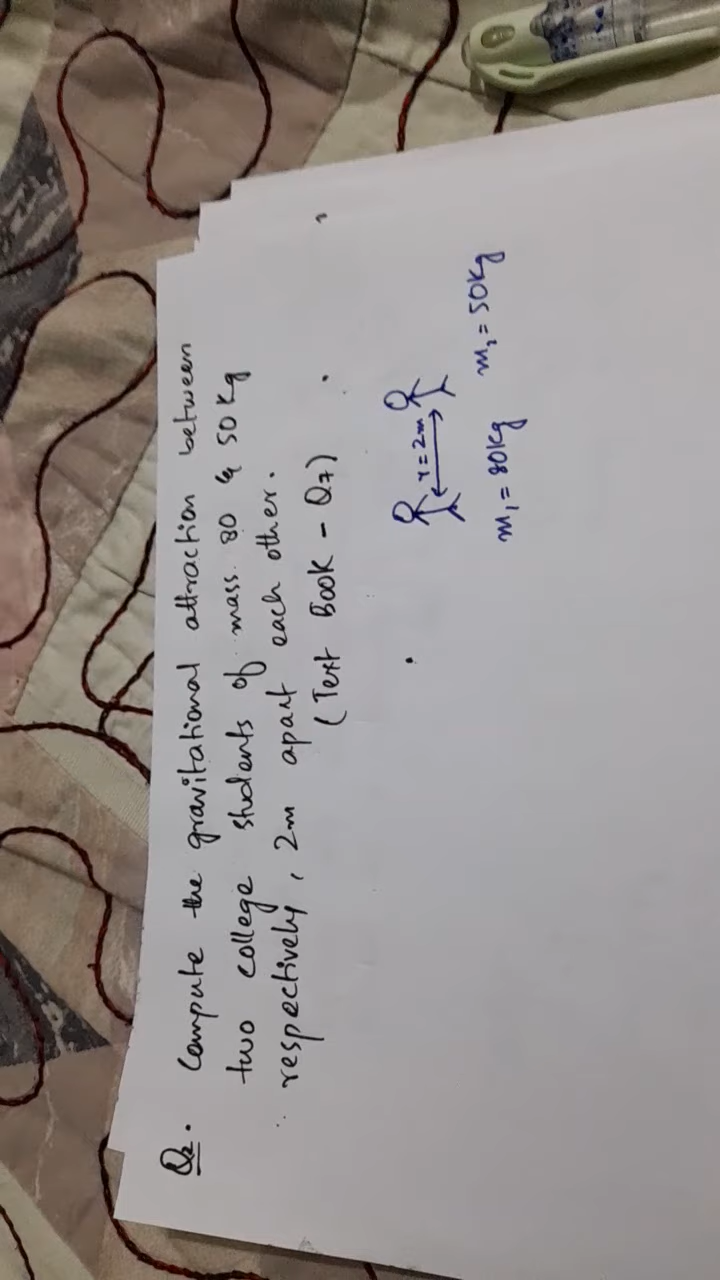 Q2. Compute the gravitational attraction between
two college students of mass. 80 & 50 Kg
respectively, 2m apart each other.
(Text Book - Q7)
r = 2m
m₁ = 80Kg m₂ = 50Kg